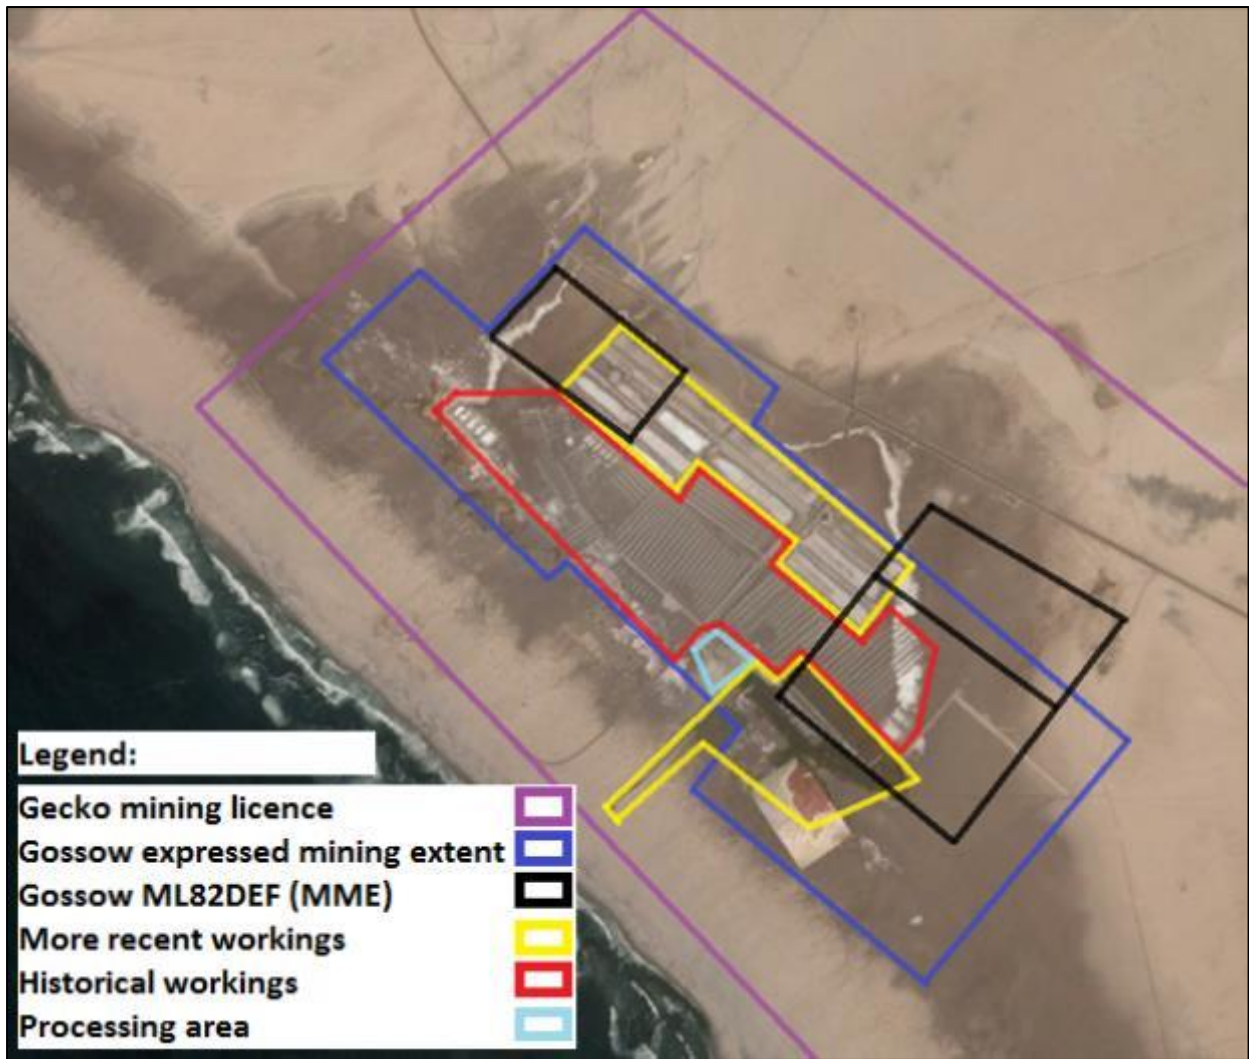 Legend:
Gecko mining licence
Gossow expressed mining extent
Gossow ML82DEF (MME)
More recent workings
Historical workings
Processing area